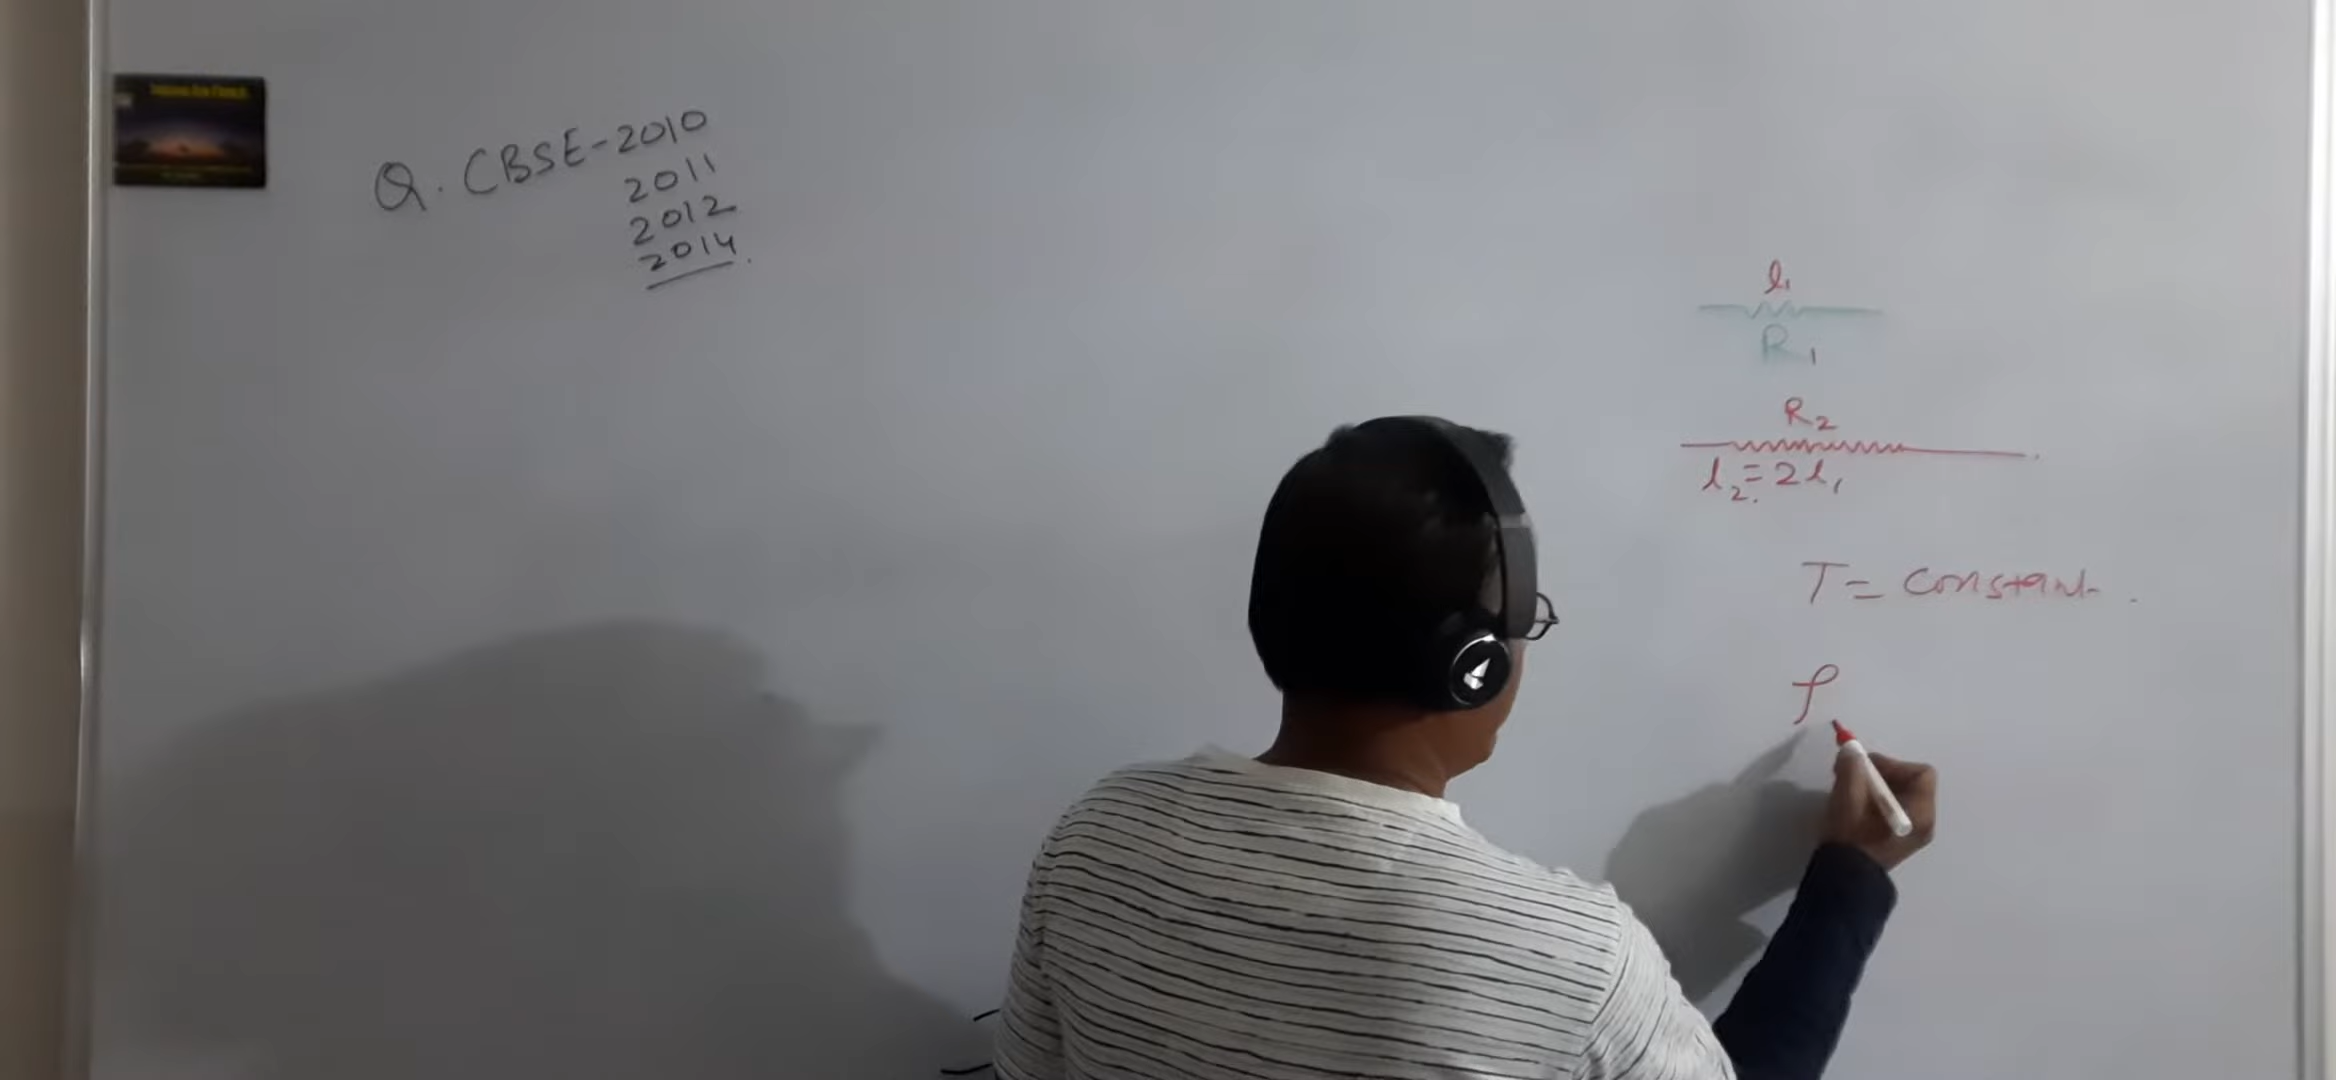 Q. CBSE-2010
2011
2012
2014.
l₁
R₁
R₂
l₂ = 2l₁
T = constant.
ρ